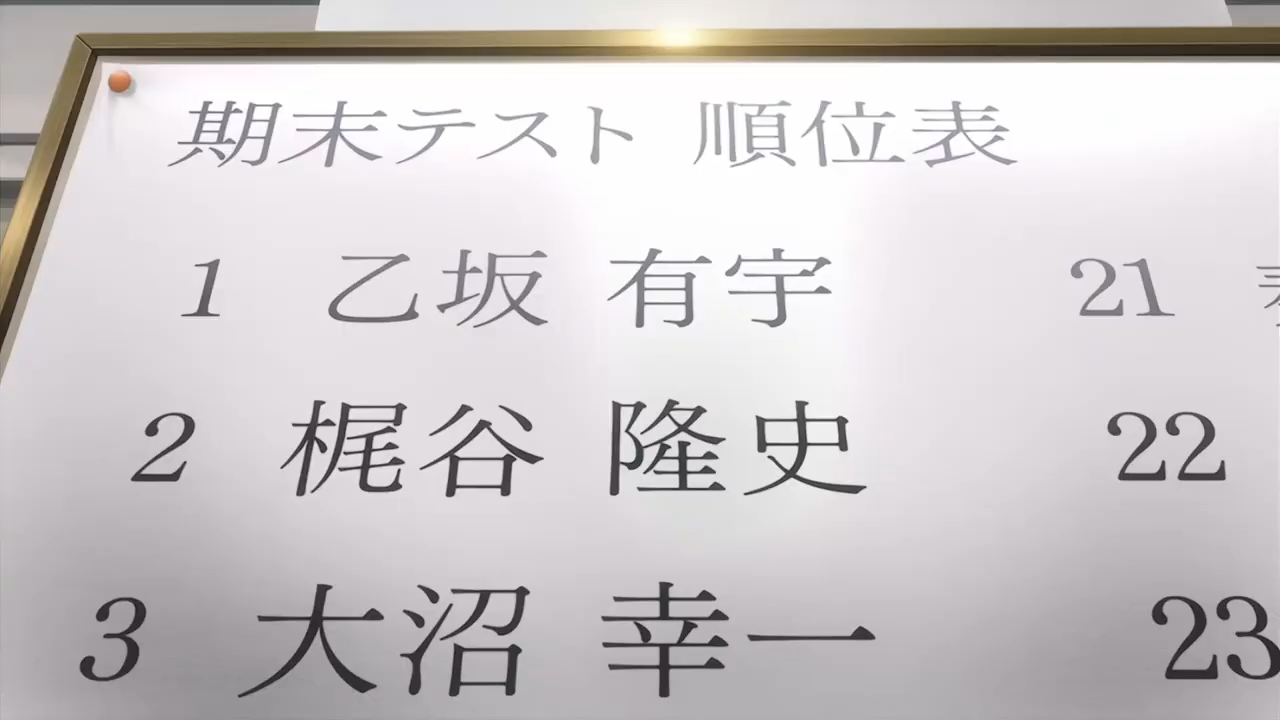 期末テスト 順位表
1 乙坂 有宇 21
2 梶谷 隆史 22
3 大沼 幸一 23